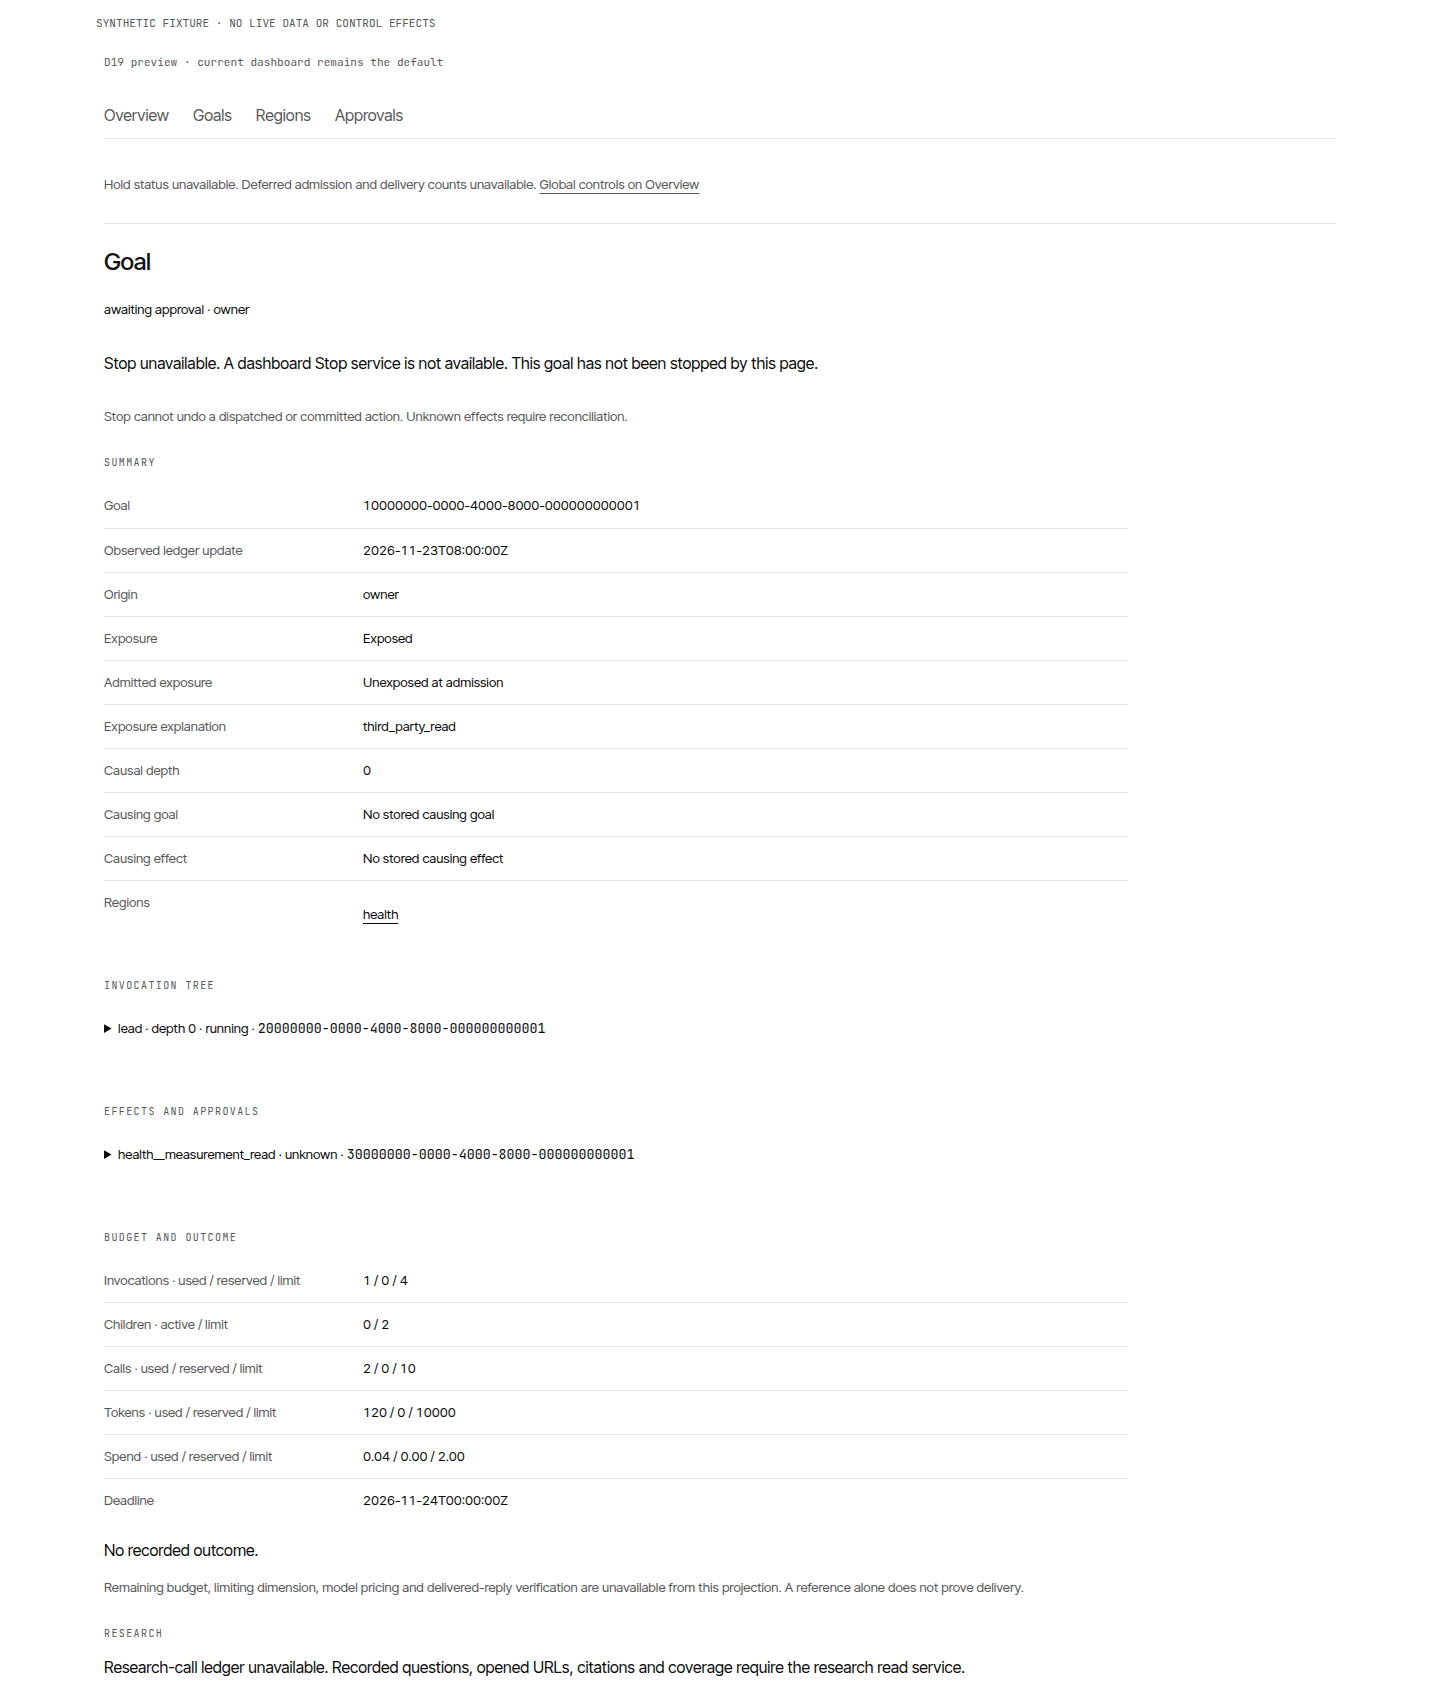 SYNTHETIC FIXTURE · NO LIVE DATA OR CONTROL EFFECTS
D19 preview · current dashboard remains the default
Overview Goals Regions Approvals
Hold status unavailable. Deferred admission and delivery counts unavailable. Global controls on Overview
Goal
awaiting approval · owner
Stop unavailable. A dashboard Stop service is not available. This goal has not been stopped by this page.
Stop cannot undo a dispatched or committed action. Unknown effects require reconciliation.
SUMMARY
Goal 10000000-0000-4000-8000-000000000001
Observed ledger update 2026-11-23T08:00:00Z
Origin owner
Exposure Exposed
Admitted exposure Unexposed at admission
Exposure explanation third_party_read
Causal depth 0
Causing goal No stored causing goal
Causing effect No stored causing effect
Regions health
INVOCATION TREE
▶ lead · depth 0 · running · 20000000-0000-4000-8000-000000000001
EFFECTS AND APPROVALS
▶ health__measurement_read · unknown · 30000000-0000-4000-8000-000000000001
BUDGET AND OUTCOME
Invocations · used / reserved / limit 1 / 0 / 4
Children · active / limit 0 / 2
Calls · used / reserved / limit 2 / 0 / 10
Tokens · used / reserved / limit 120 / 0 / 10000
Spend · used / reserved / limit 0.04 / 0.00 / 2.00
Deadline 2026-11-24T00:00:00Z
No recorded outcome.
Remaining budget, limiting dimension, model pricing and delivered-reply verification are unavailable from this projection. A reference alone does not prove delivery.
RESEARCH
Research-call ledger unavailable. Recorded questions, opened URLs, citations and coverage require the research read service.